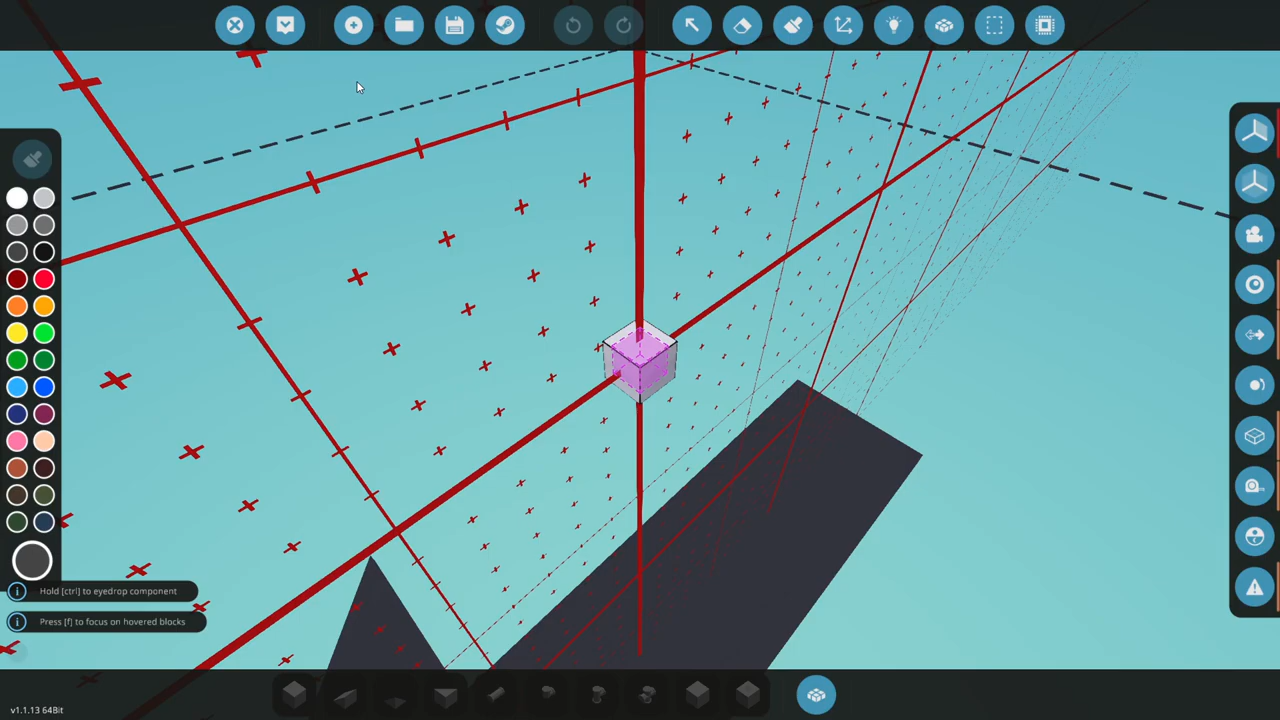 Hold [ctrl] to eyedrop component
Press [f] to focus on hovered blocks
v1.1.13 64Bit